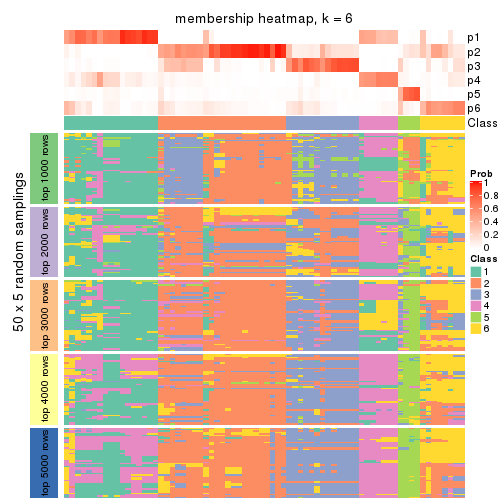 membership heatmap, k = 6
p1
p2
p3
p4
p5
p6
Class
50 x 5 random samplings
top 1000 rows
top 2000 rows
top 3000 rows
top 4000 rows
top 5000 rows
Prob
1
0.8
0.6
0.4
0.2
0
Class
1
2
3
4
5
6